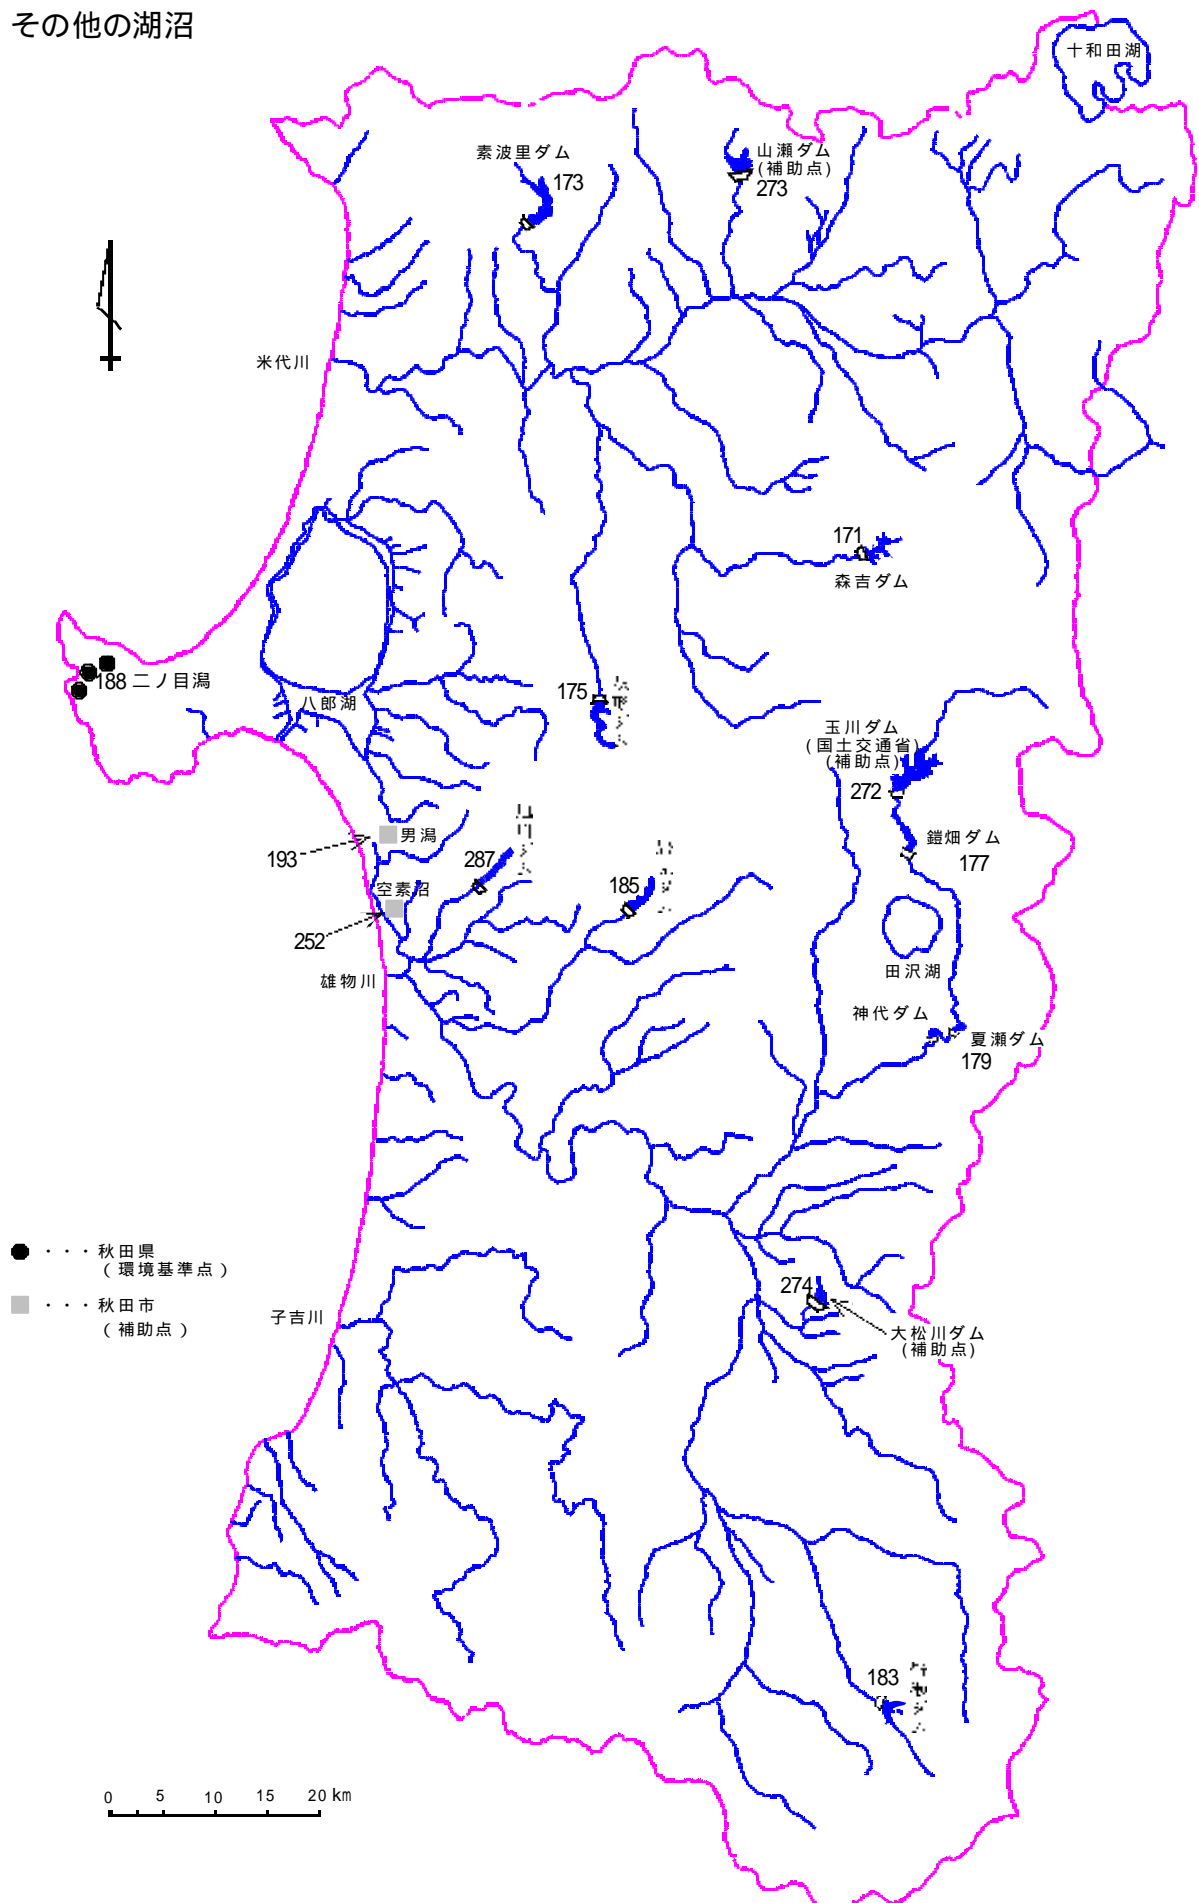 その他の湖沼
十和田湖
素波里ダム
173
山瀬ダム
(補助点)
273
米代川
171
森吉ダム
188 二ノ目潟
八郎湖
175
玉川ダム
(国土交通省)
(補助点)
272
鎧畑ダム
177
男潟
193
287
185
空素沼
252
雄物川
田沢湖
神代ダム
夏瀬ダム
179
・・・秋田県
(環境基準点)
・・・秋田市
(補助点)
274
大松川ダム
(補助点)
子吉川
183
0 5 10 15 20 km